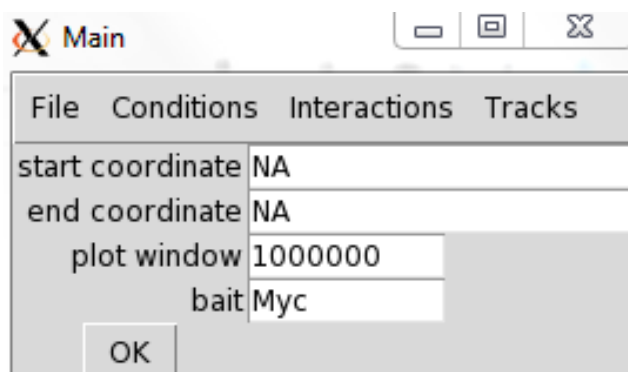 Main
File Conditions Interactions Tracks
start coordinate NA
end coordinate NA
plot window 1000000
bait Myc
OK